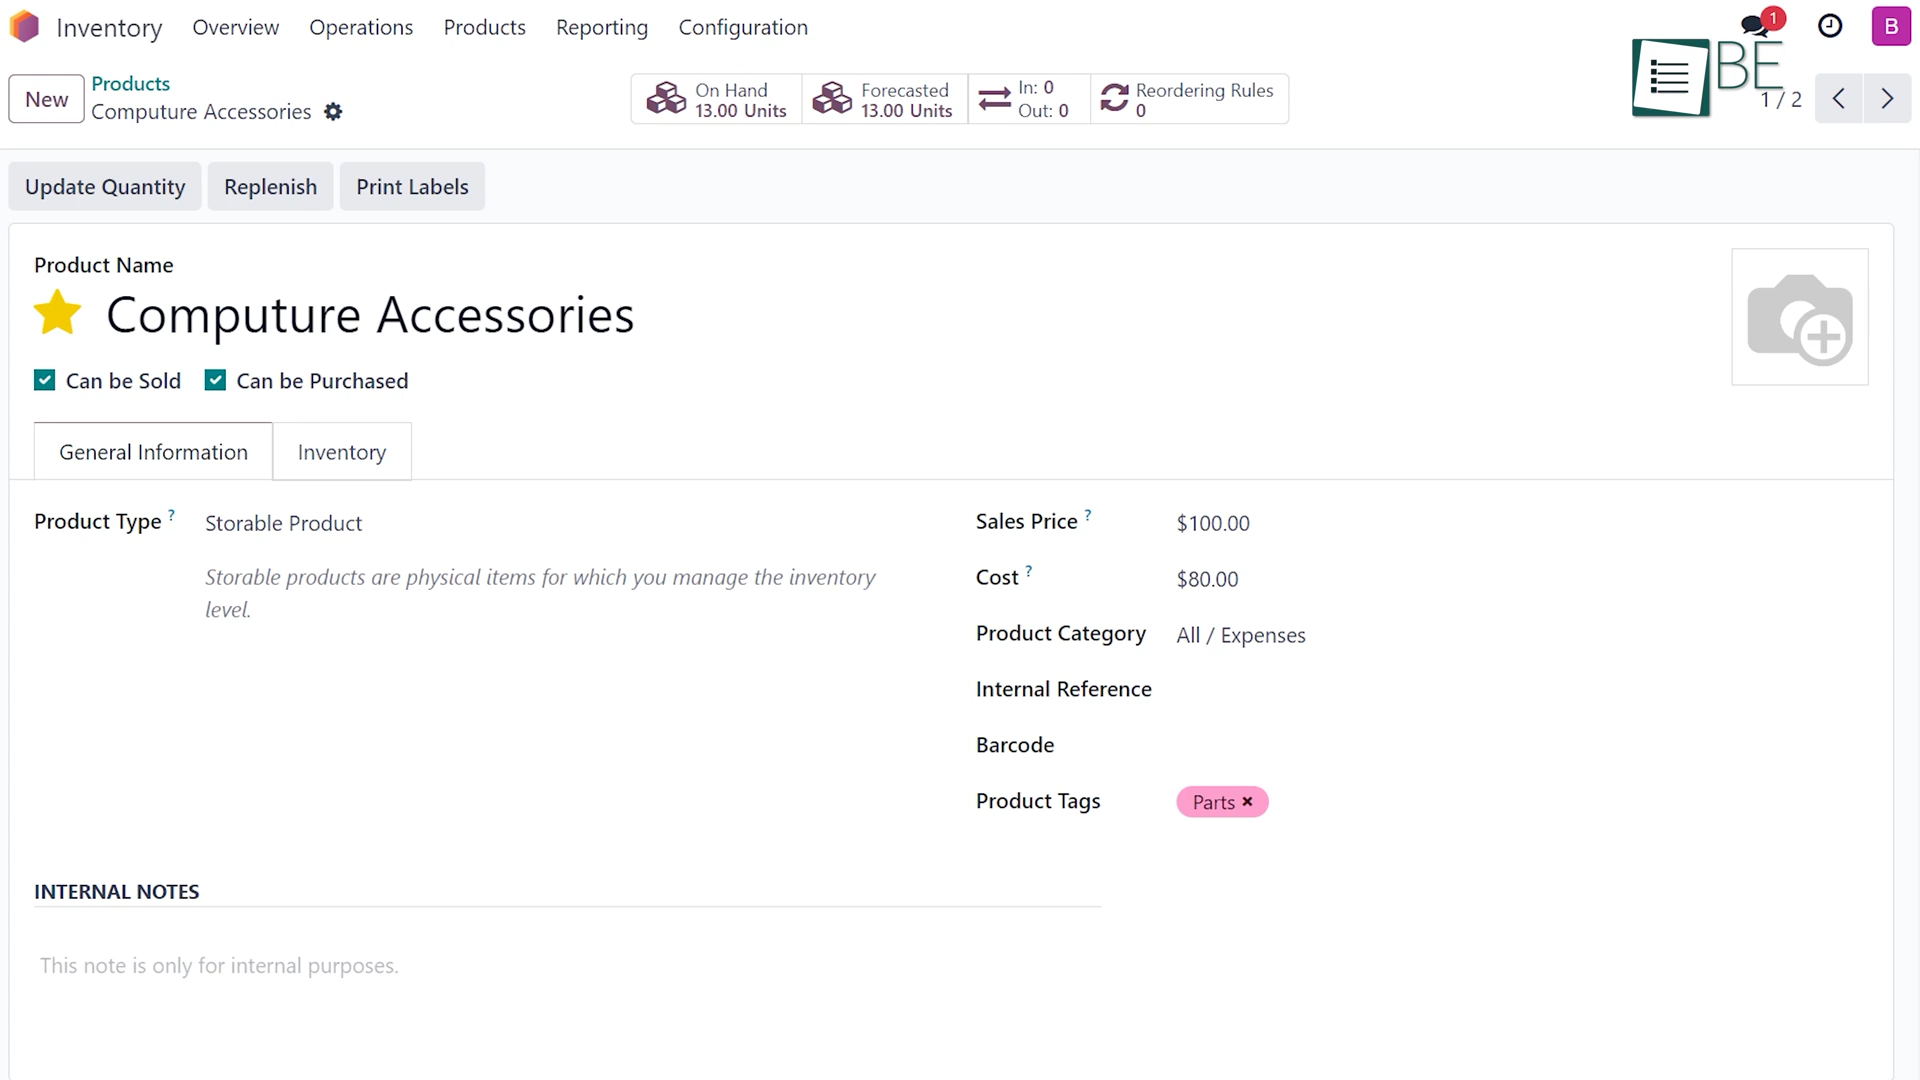 Inventory Overview Operations Products Reporting Configuration 1 B
BE
New Products On Hand Forecasted In: 0 Reordering Rules
Computure Accessories 13.00 Units 13.00 Units Out: 0 0 1 / 2
Update Quantity Replenish Print Labels
Product Name
Computure Accessories
Can be Sold Can be Purchased
General Information Inventory
Product Type ? Storable Product Sales Price ? $100.00
Storable products are physical items for which you manage the inventory Cost ? $80.00
level.
Product Category All / Expenses
Internal Reference
Barcode
Product Tags Parts ×
INTERNAL NOTES
This note is only for internal purposes.